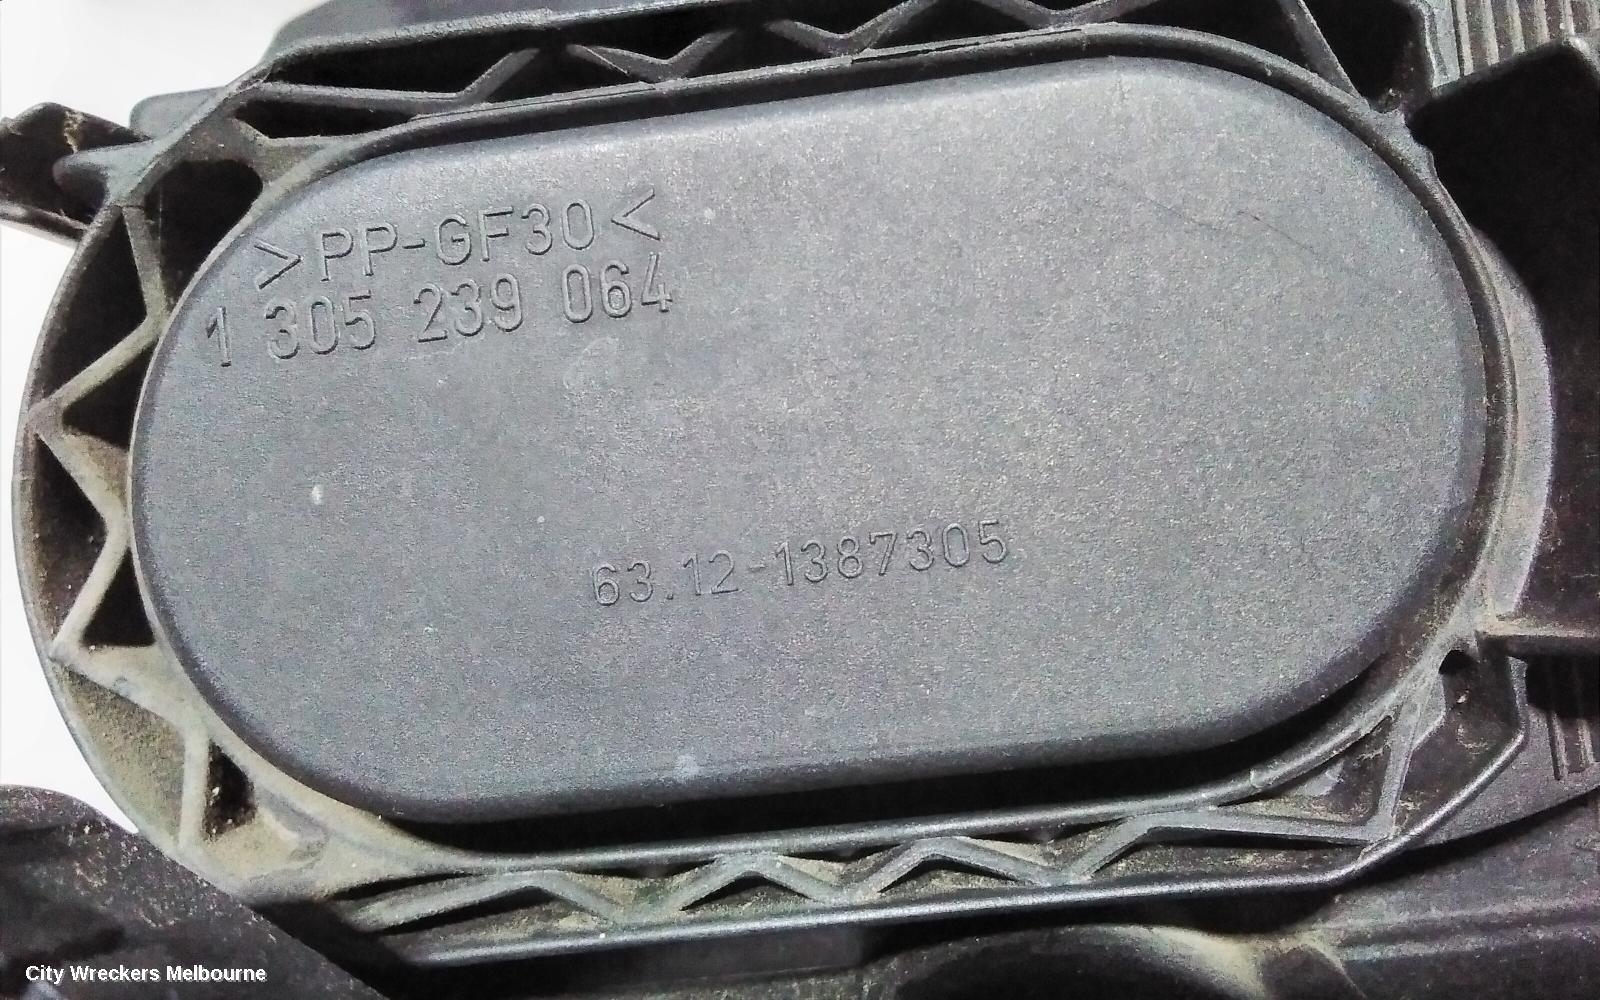 >PP-GF30<
1 305 239 064
63.12-1387305
City Wreckers Melbourne